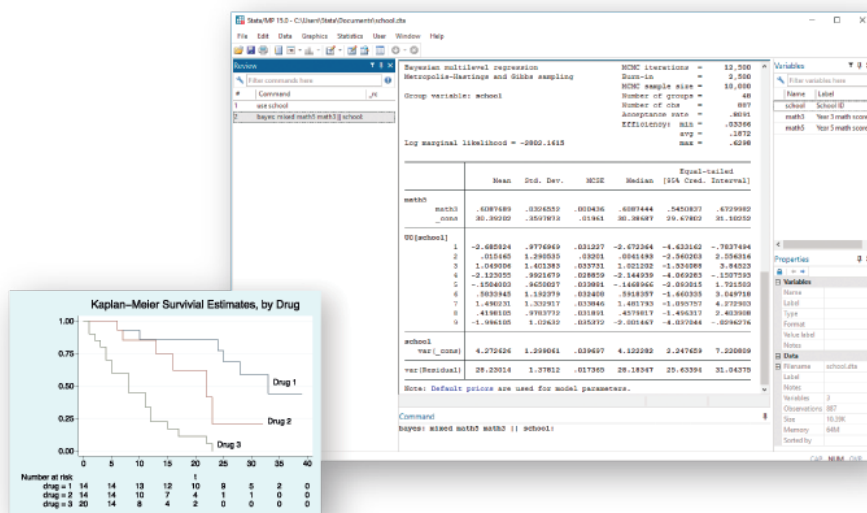 Stata/MP 15.0 - C:\Users\Stata\Documents\school.dta
File Edit Data Graphics Statistics User Window Help
Review
Filter commands here
# Command _rc
1 use school
2 bayes: mixed math5 math3 || school:
Bayesian multilevel regression MCMC iterations = 12,500
Metropolis-Hastings and Gibbs sampling Burn-in = 2,500
MCMC sample size = 10,000
Group variable: school Number of groups = 48
Number of obs = 887
Acceptance rate = .8091
Efficiency: min = .03366
avg = .1872
Log marginal likelihood = max = .6298
Equal-tailed
Mean Std. Dev. MCSE Median [95% Cred. Interval]
math5
math3 .6087689 .0326552 .000436 .6087444 .5450837 .6729982
_cons 30.39202 .3597873 .01961 30.38687 29.67802 31.10252
U0[school]
1 -2.685824 .9776969 .031227 -2.672364 -4.633162 -.7837494
2 .015465 1.290535 .03201 .0041493 -2.560203 2.556316
3 1.049006 1.401383 .033731 1.021202 -1.534088 3.84523
4 -2.123055 .9921679 .028859 -2.144939 -4.069283 -.1507593
5 -.1504003 .9650027 .033881 -.1468966 -2.093015 1.721503
6 .5833945 1.192379 .032408 .5918357 -1.660335 3.049718
7 1.490231 1.332917 .033846 1.481793 -1.095757 4.272903
8 .4198105 .9783772 .031891 .4579817 -1.496317 2.403908
9 -1.996105 1.02632 .035372 -2.001467 -4.037044 -.0296276
school
var(_cons) 4.272626 1.299061 .039697 4.122282 2.247659 7.220809
var(Residual) 28.23014 1.37812 .017365 28.18347 25.63394 31.04375
Note: Default priors are used for model parameters.
Command
bayes: mixed math5 math3 || school:
Variables
Filter variables here
Name Label
school School ID
math3 Year 3 math score
math5 Year 5 math score
Properties
Variables
Name
Label
Type
Format
Value label
Notes
Data
Filename school.dta
Label
Notes
Variables 3
Observations 887
Size 10.39K
Memory 64M
Sorted by
CAP NUM OVR
Kaplan-Meier Survivial Estimates, by Drug
1.00
0.75
0.50
0.25
0.00
Drug 1
Drug 2
Drug 3
0 5 10 15 20 25 30 35 40
Number at risk
drug = 1 14 14 13 12 10 9 5 2 0
drug = 2 14 14 10 7 4 1 1 0 0
drug = 3 20 14 8 4 2 0 0 0 0